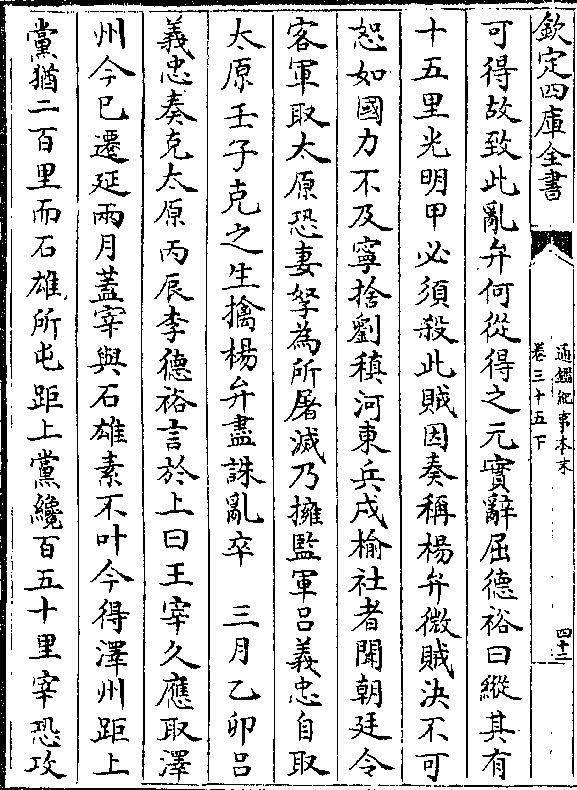 欽定四庫全書
通鑑紀事本末
卷三十五下
四十三
可得故致此亂弁何從得之元實辭屈德裕曰縱其有
十五里光明甲必須殺此賊因奏稱楊弁微賊決不可
恕如國力不及寧捨劉稹河東兵戍榆社者聞朝廷令
客軍取太原恐妻孥為所屠滅乃擁監軍呂義忠自取
太原壬子克之生擒楊弁盡誅亂卒　三月乙卯呂
義忠奏克太原丙辰李德裕言於上曰王宰久應取澤
州今已遷延兩月蓋宰與石雄素不叶今得澤州距上
黨猶二百里而石雄所屯距上黨纔百五十里宰恐攻